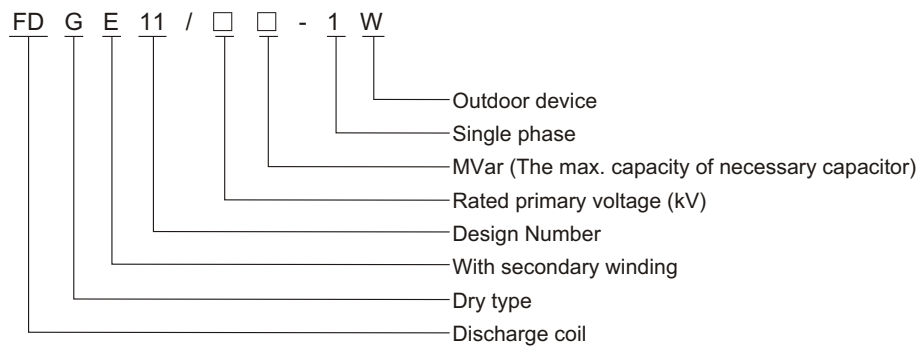 FD G E 11 / □ □ - 1 W
Outdoor device
Single phase
MVar (The max. capacity of necessary capacitor)
Rated primary voltage (kV)
Design Number
With secondary winding
Dry type
Discharge coil